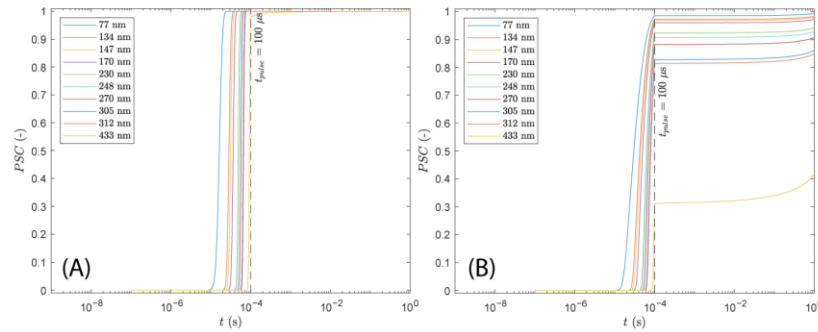 1
0.9
0.8
0.7
0.6
0.5
0.4
0.3
0.2
0.1
0
PSC (-)
77 nm
134 nm
147 nm
170 nm
230 nm
248 nm
270 nm
305 nm
312 nm
433 nm
t_pulse = 100 μs
(A)
10⁻⁸ 10⁻⁶ 10⁻⁴ 10⁻² 10⁰
t (s)
1
0.9
0.8
0.7
0.6
0.5
0.4
0.3
0.2
0.1
0
PSC (-)
77 nm
134 nm
147 nm
170 nm
230 nm
248 nm
270 nm
305 nm
312 nm
433 nm
t_pulse = 100 μs
(B)
10⁻⁸ 10⁻⁶ 10⁻⁴ 10⁻² 10⁰
t (s)